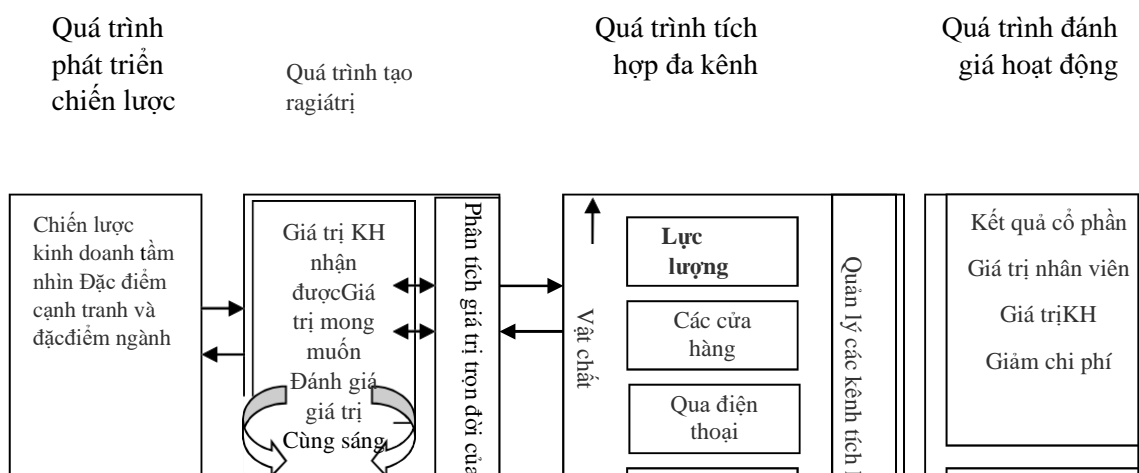 Quá trình
phát triển
chiến lược
Quá trình tạo
ragiátrị
Quá trình tích
hợp đa kênh
Quá trình đánh
giá hoạt động
Chiến lược
kinh doanh tầm
nhìn Đặc điểm
cạnh tranh và
đặcđiểm ngành
Giá trị KH
nhận
đượcGiá
trị mong
muốn
Đánh giá
giá trị
Cùng sáng
Phân tích giá trị trọn đời của
Vật chất
Lực
lượng
Các cửa
hàng
Qua điện
thoại
Quản lý các kênh tích
Kết quả cổ phần
Giá trị nhân viên
Giá trịKH
Giảm chi phí